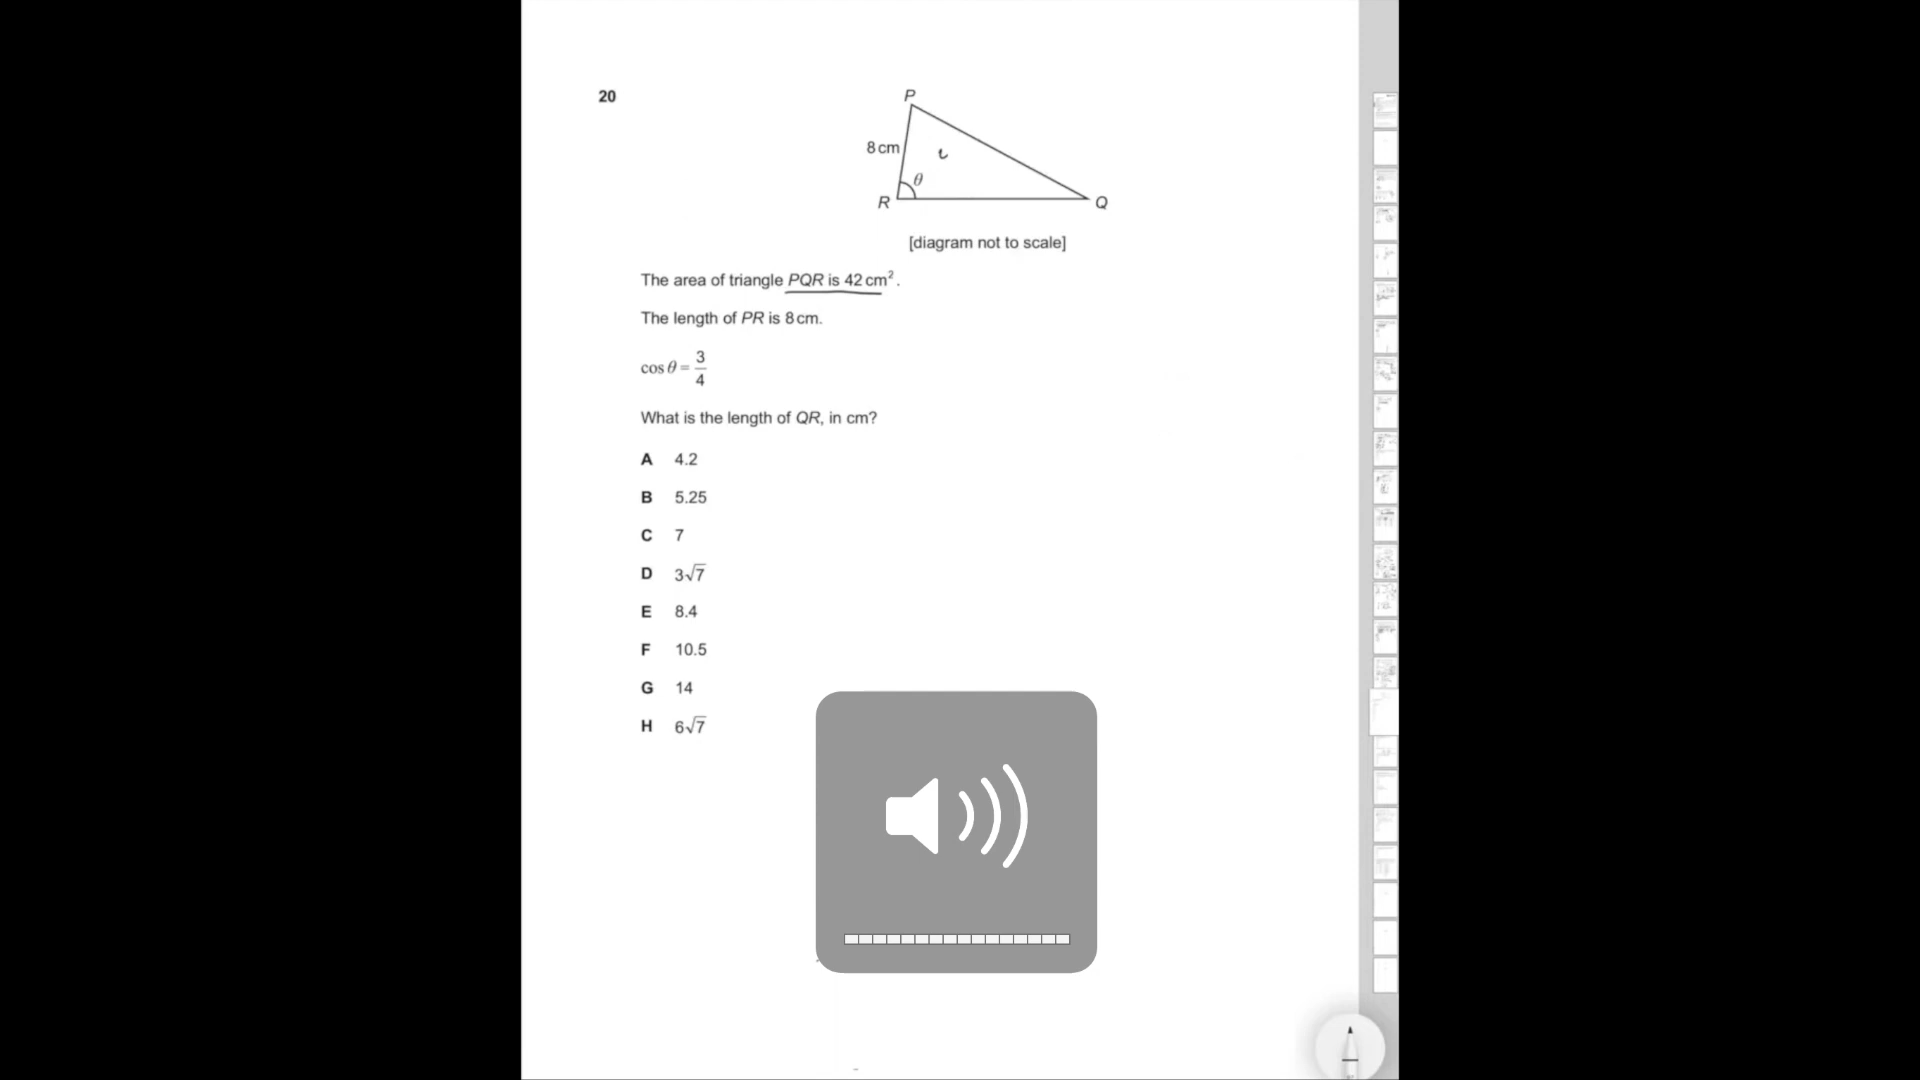 20
P
8 cm
θ
R
Q
[diagram not to scale]
The area of triangle PQR is 42 cm².
The length of PR is 8 cm.
cos θ = 3/4
What is the length of QR, in cm?
A 4.2
B 5.25
C 7
D 3√7
E 8.4
F 10.5
G 14
H 6√7